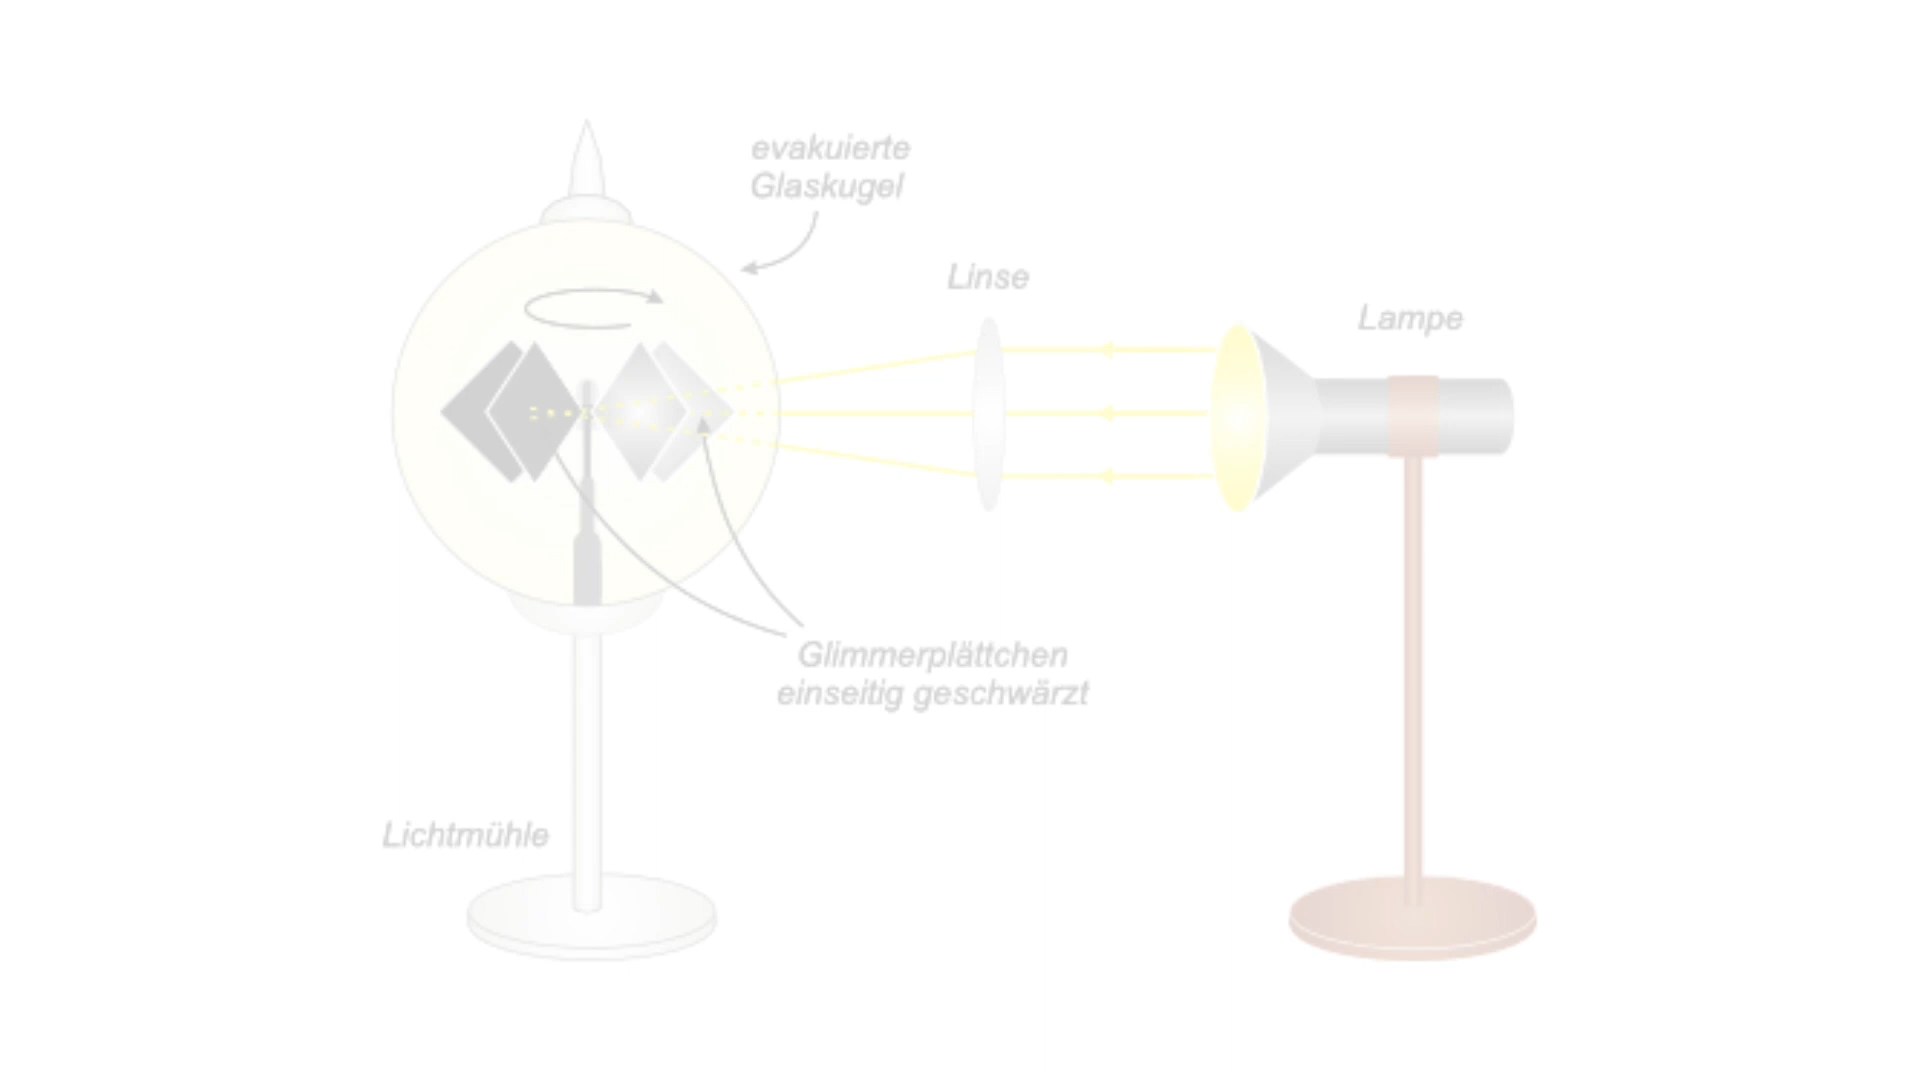 evakuierte
Glaskugel
Linse
Lampe
Glimmerplättchen
einseitig geschwärzt
Lichtmühle